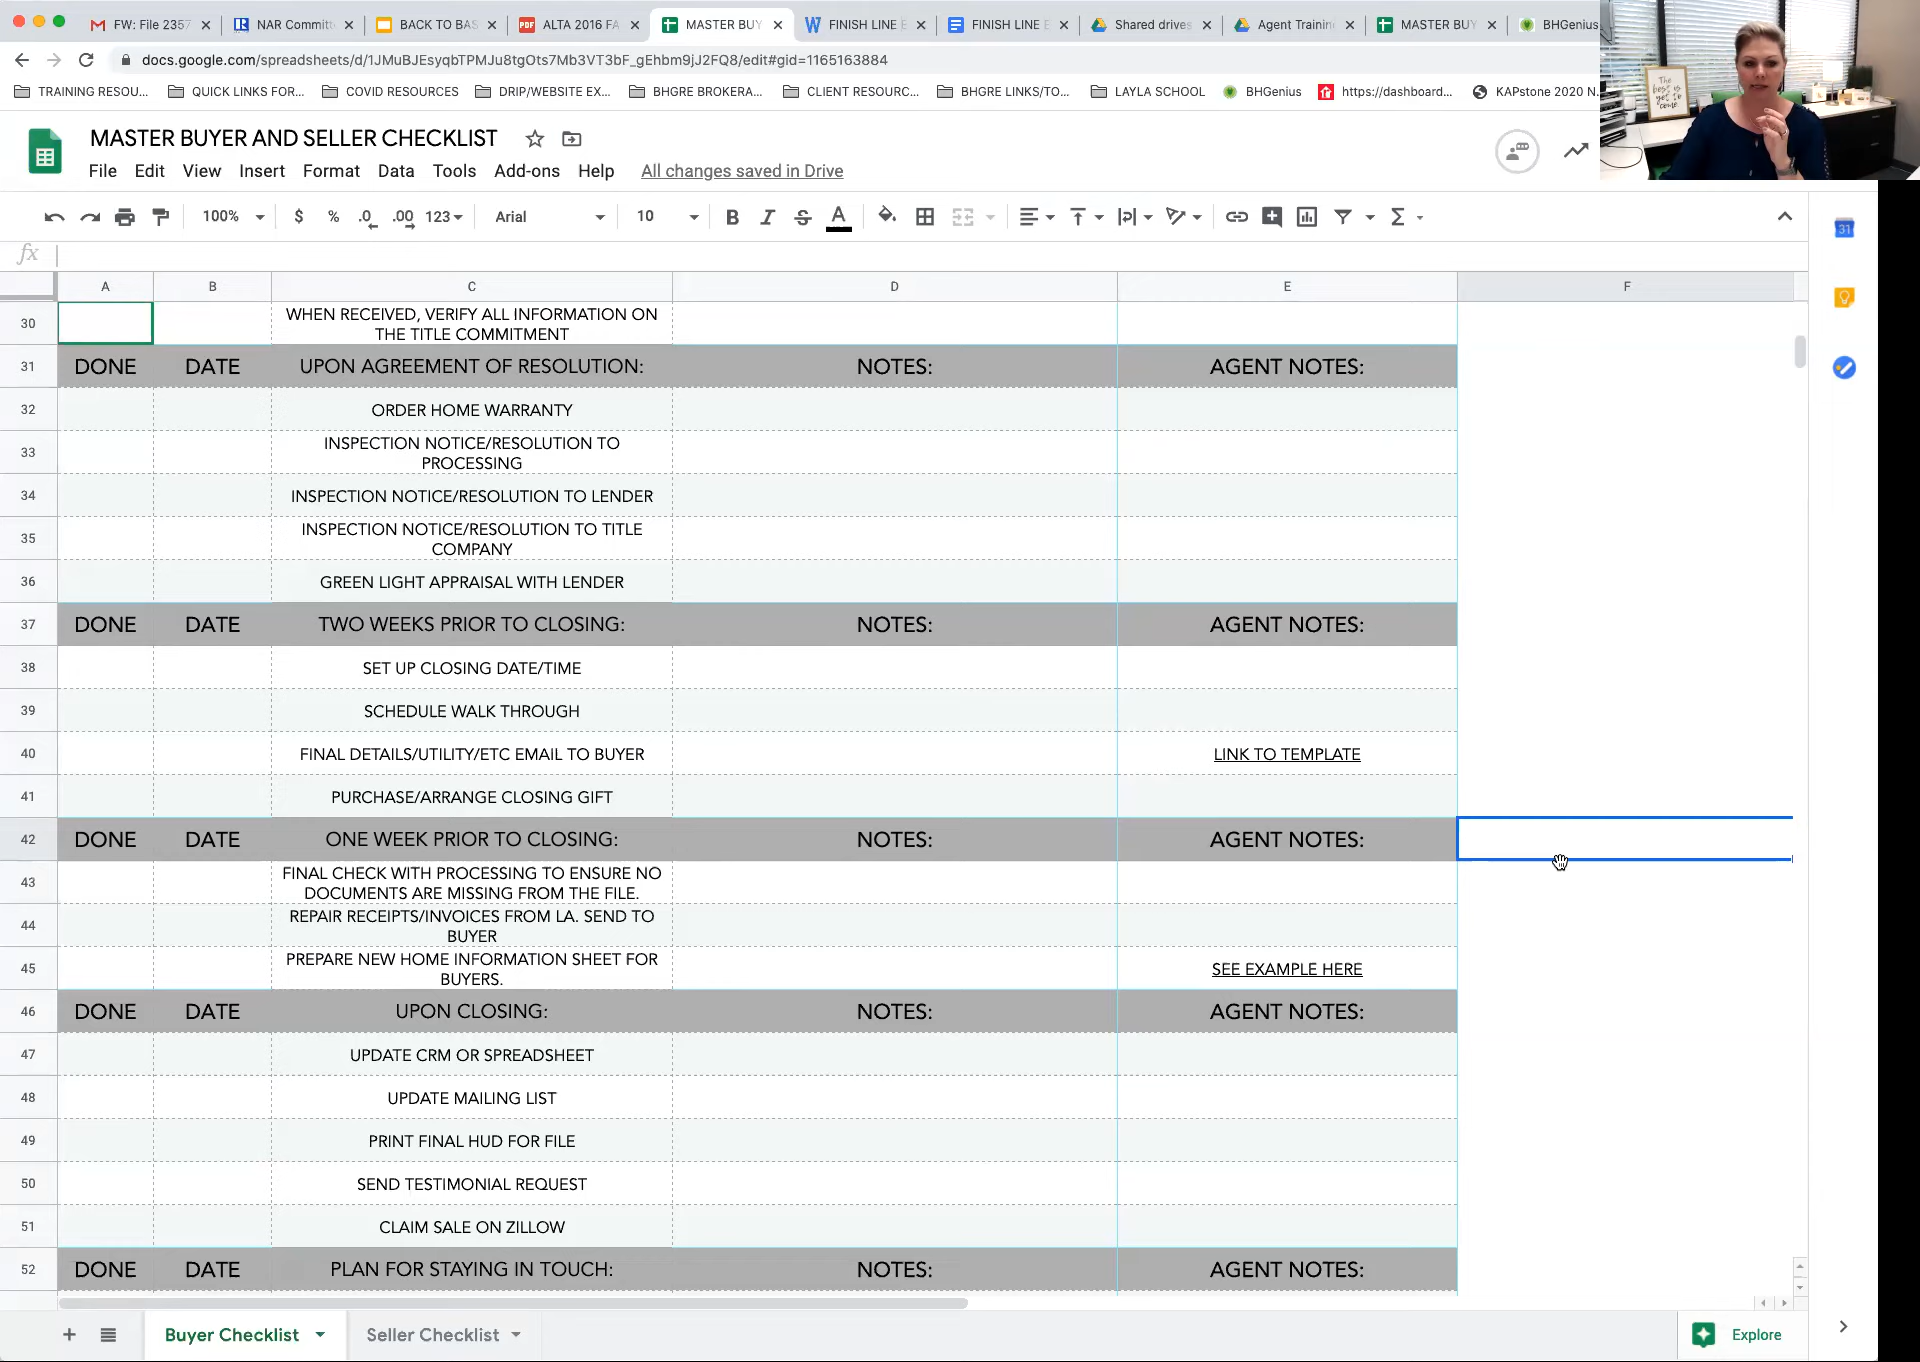 FW: File 2357
NAR Committ
BACK TO BAS
ALTA 2016 FA
MASTER BUY
FINISH LINE E
FINISH LINE E
Shared drives
Agent Trainin
MASTER BUY
BHGenius
docs.google.com/spreadsheets/d/1JMuBJEsyqbTPMJu8tgOts7Mb3VT3bF_gEhbm9jJ2FQ8/edit#gid=1165163884
TRAINING RESOU...
QUICK LINKS FOR...
COVID RESOURCES
DRIP/WEBSITE EX...
BHGRE BROKERA...
CLIENT RESOURC...
BHGRE LINKS/TO...
LAYLA SCHOOL
BHGenius
https://dashboard...
KAPstone 2020 N.
The
best is
yet to
come
MASTER BUYER AND SELLER CHECKLIST
File Edit View Insert Format Data Tools Add-ons Help All changes saved in Drive
100% $ % .0 .00 123 Arial 10 B I S A
31
fx
A B C D E F
30 WHEN RECEIVED, VERIFY ALL INFORMATION ON
THE TITLE COMMITMENT
31 DONE DATE UPON AGREEMENT OF RESOLUTION: NOTES: AGENT NOTES:
32 ORDER HOME WARRANTY
33 INSPECTION NOTICE/RESOLUTION TO
PROCESSING
34 INSPECTION NOTICE/RESOLUTION TO LENDER
35 INSPECTION NOTICE/RESOLUTION TO TITLE
COMPANY
36 GREEN LIGHT APPRAISAL WITH LENDER
37 DONE DATE TWO WEEKS PRIOR TO CLOSING: NOTES: AGENT NOTES:
38 SET UP CLOSING DATE/TIME
39 SCHEDULE WALK THROUGH
40 FINAL DETAILS/UTILITY/ETC EMAIL TO BUYER LINK TO TEMPLATE
41 PURCHASE/ARRANGE CLOSING GIFT
42 DONE DATE ONE WEEK PRIOR TO CLOSING: NOTES: AGENT NOTES:
43 FINAL CHECK WITH PROCESSING TO ENSURE NO
DOCUMENTS ARE MISSING FROM THE FILE.
44 REPAIR RECEIPTS/INVOICES FROM LA. SEND TO
BUYER
45 PREPARE NEW HOME INFORMATION SHEET FOR
BUYERS. SEE EXAMPLE HERE
46 DONE DATE UPON CLOSING: NOTES: AGENT NOTES:
47 UPDATE CRM OR SPREADSHEET
48 UPDATE MAILING LIST
49 PRINT FINAL HUD FOR FILE
50 SEND TESTIMONIAL REQUEST
51 CLAIM SALE ON ZILLOW
52 DONE DATE PLAN FOR STAYING IN TOUCH: NOTES: AGENT NOTES:
Buyer Checklist Seller Checklist Explore